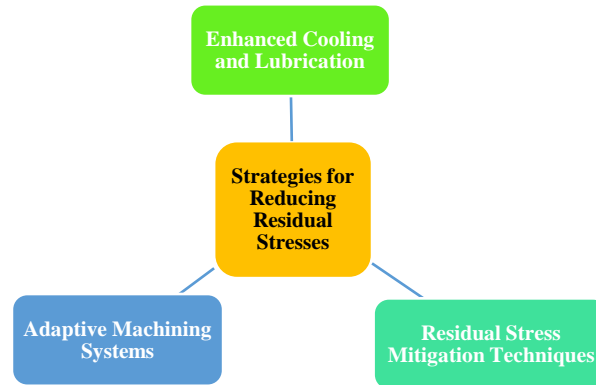 Enhanced Cooling
and Lubrication
Strategies for
Reducing
Residual
Stresses
Adaptive Machining
Systems
Residual Stress
Mitigation Techniques